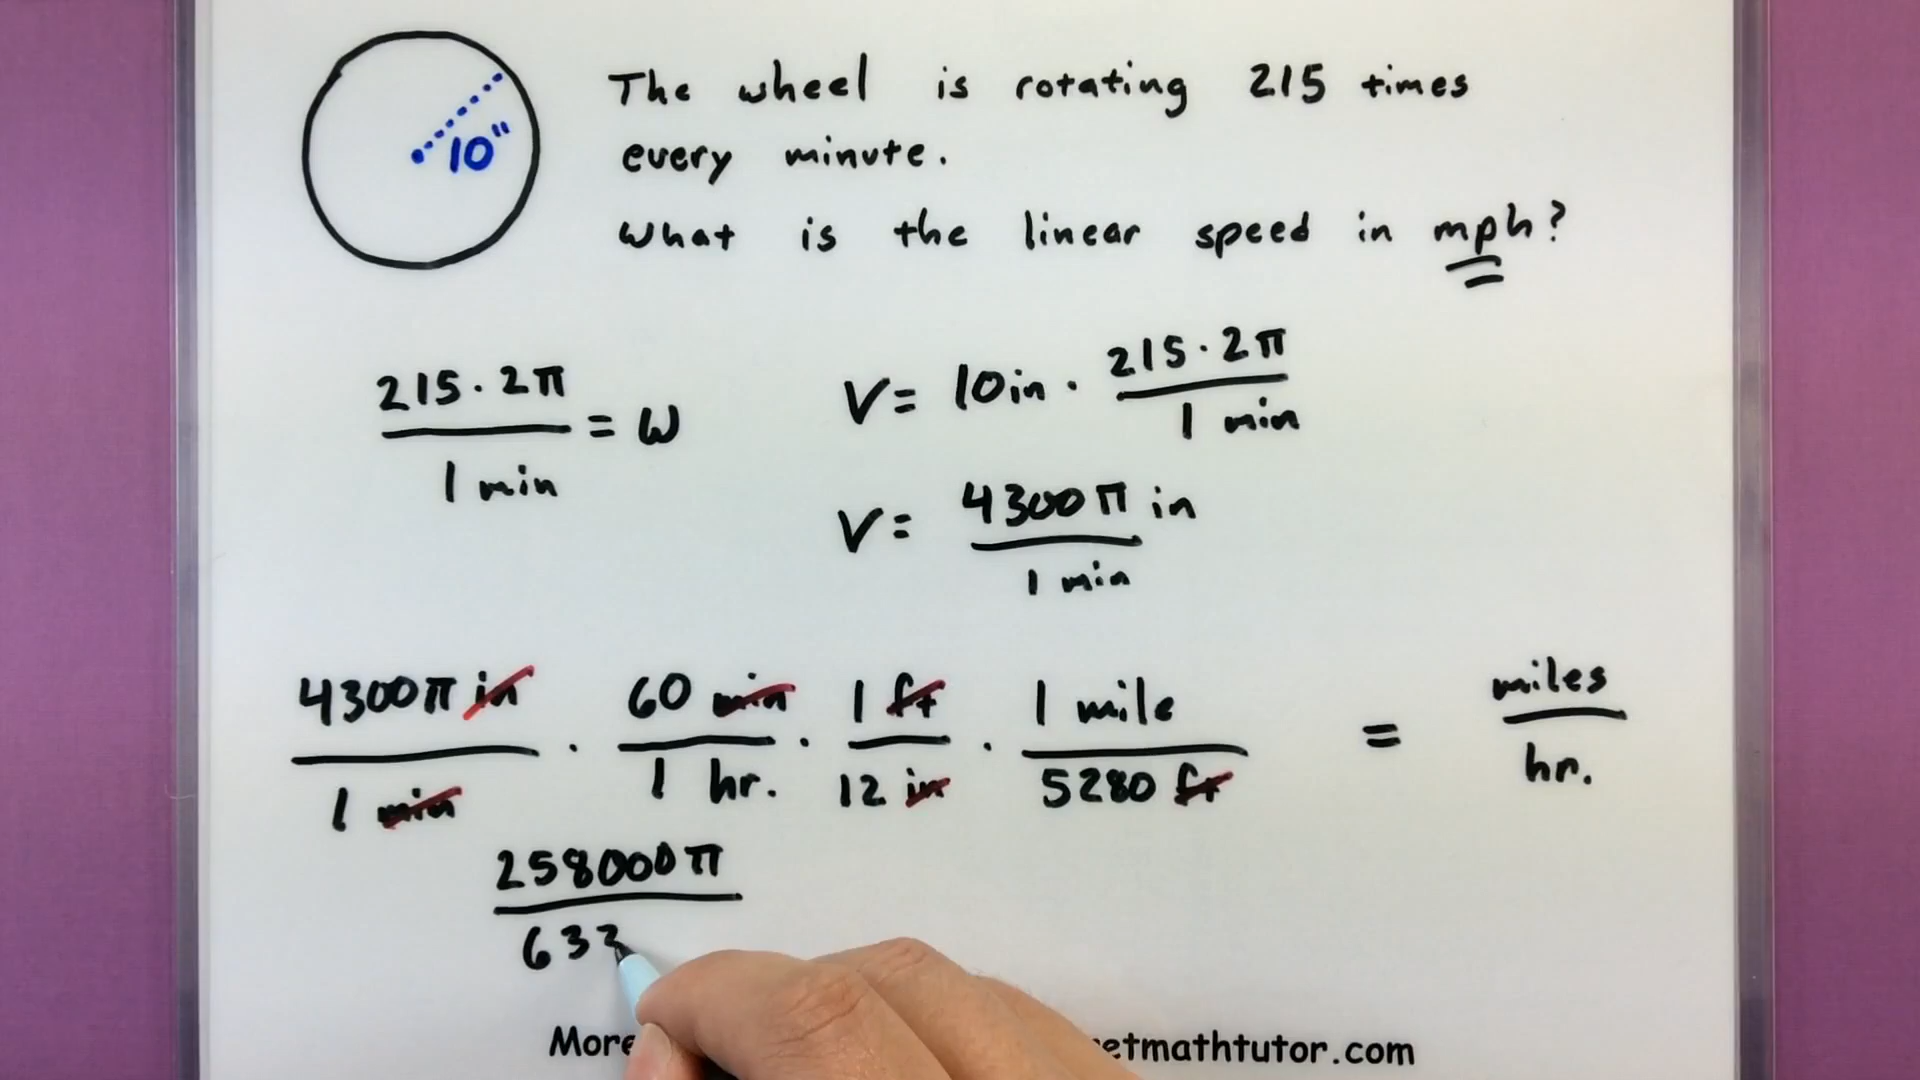 10"
The wheel is rotating 215 times
every minute.
What is the linear speed in mph?
215 · 2π
1 min
= ω
V = 10in · 215 · 2π
1 min
V = 4300π in
1 min
4300π in · 60 min · 1 ft · 1 mile = miles
1 min 1 hr. 12 in 5280 ft hr.
258000π
633
More etmathtutor.com